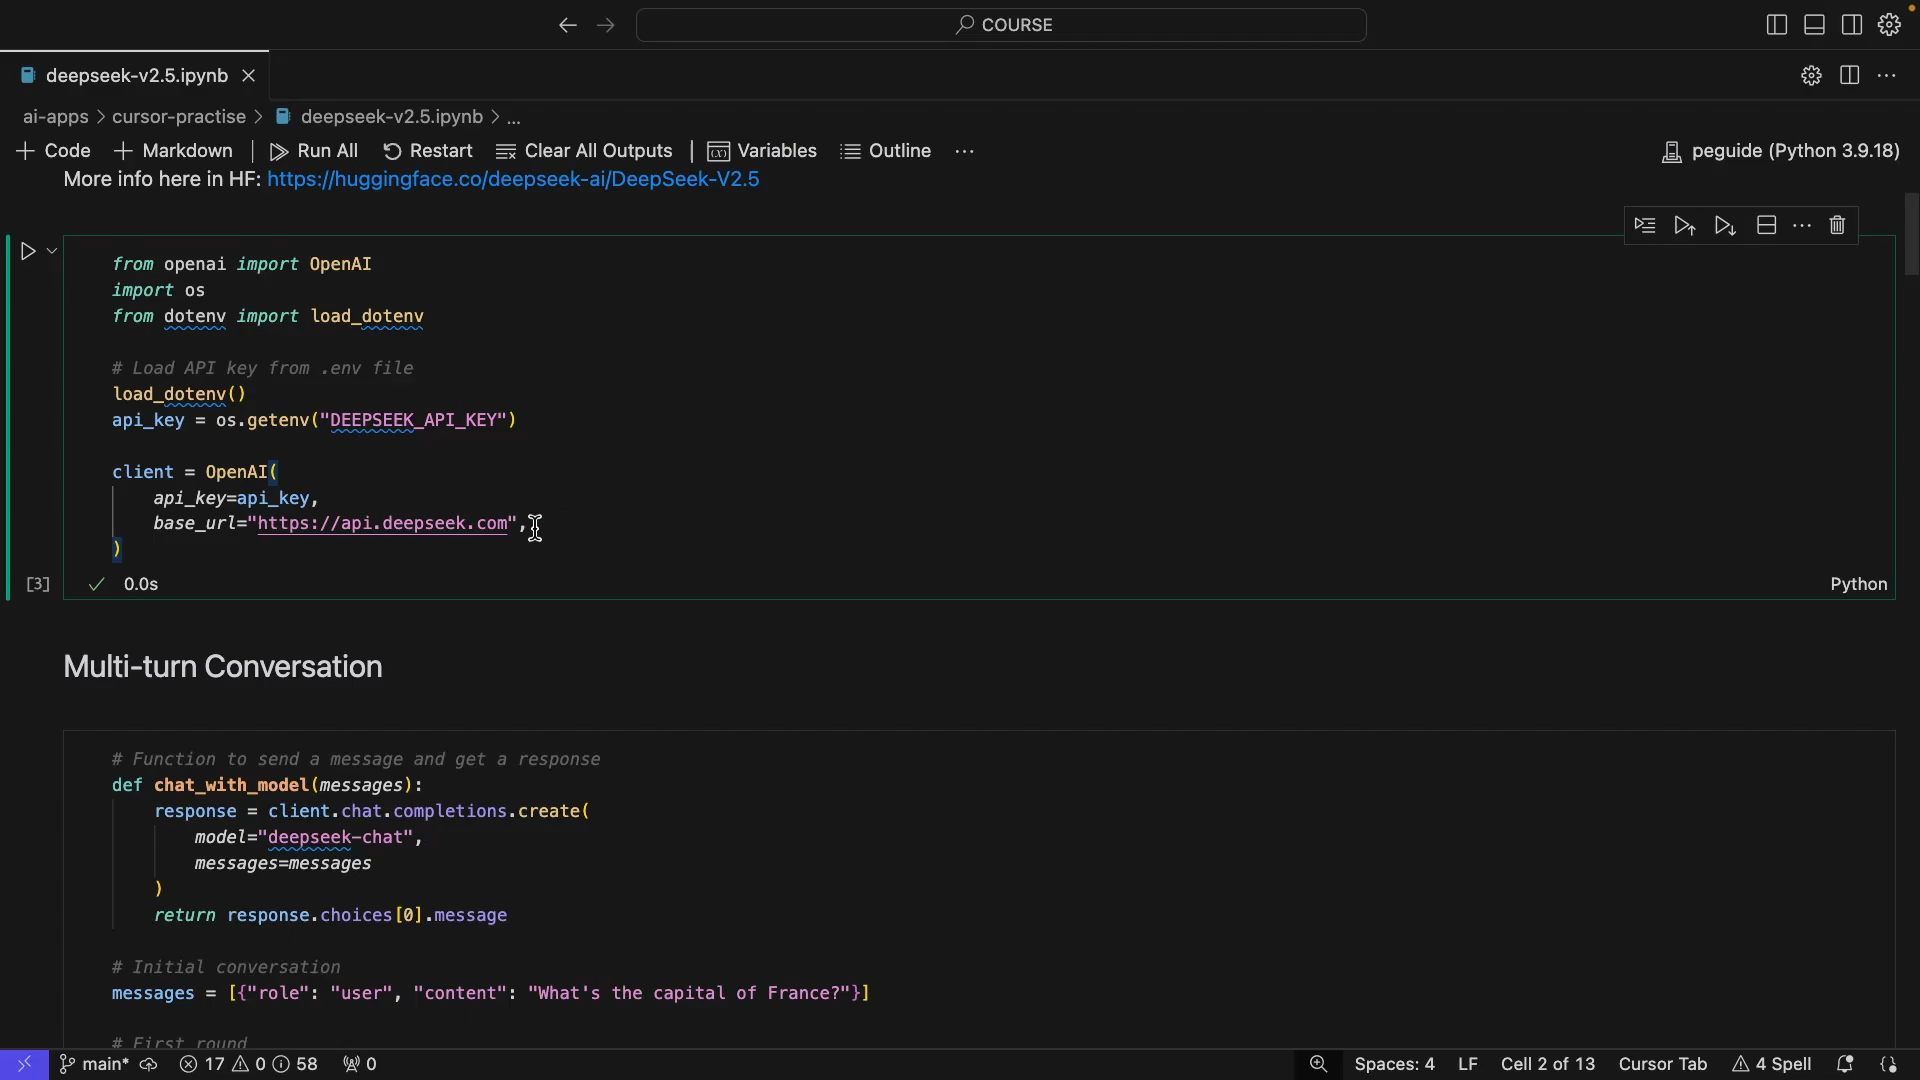 COURSE
deepseek-v2.5.ipynb
ai-apps > cursor-practise > deepseek-v2.5.ipynb > ...
Code Markdown Run All Restart Clear All Outputs Variables Outline ... peguide (Python 3.9.18)
More info here in HF: https://huggingface.co/deepseek-ai/DeepSeek-V2.5
from openai import OpenAI
import os
from dotenv import load_dotenv
# Load API key from .env file
load_dotenv()
api_key = os.getenv("DEEPSEEK_API_KEY")
client = OpenAI(
api_key=api_key,
base_url="https://api.deepseek.com",
)
[3] 0.0s Python
Multi-turn Conversation
# Function to send a message and get a response
def chat_with_model(messages):
response = client.chat.completions.create(
model="deepseek-chat",
messages=messages
)
return response.choices[0].message
# Initial conversation
messages = [{"role": "user", "content": "What's the capital of France?"}]
# First round
main* 17 0 58 0 Spaces: 4 LF Cell 2 of 13 Cursor Tab 4 Spell